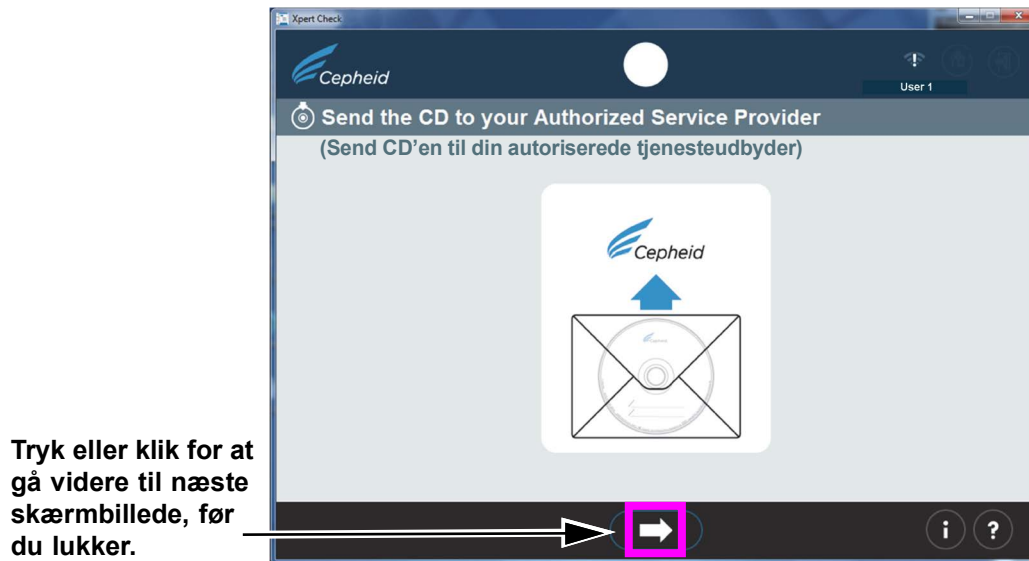 Xpert Check
Cepheid
User 1
Send the CD to your Authorized Service Provider
(Send CD'en til din autoriserede tjenesteudbyder)
Cepheid
Tryk eller klik for at
gå videre til næste
skærmbillede, før
du lukker.
i
?